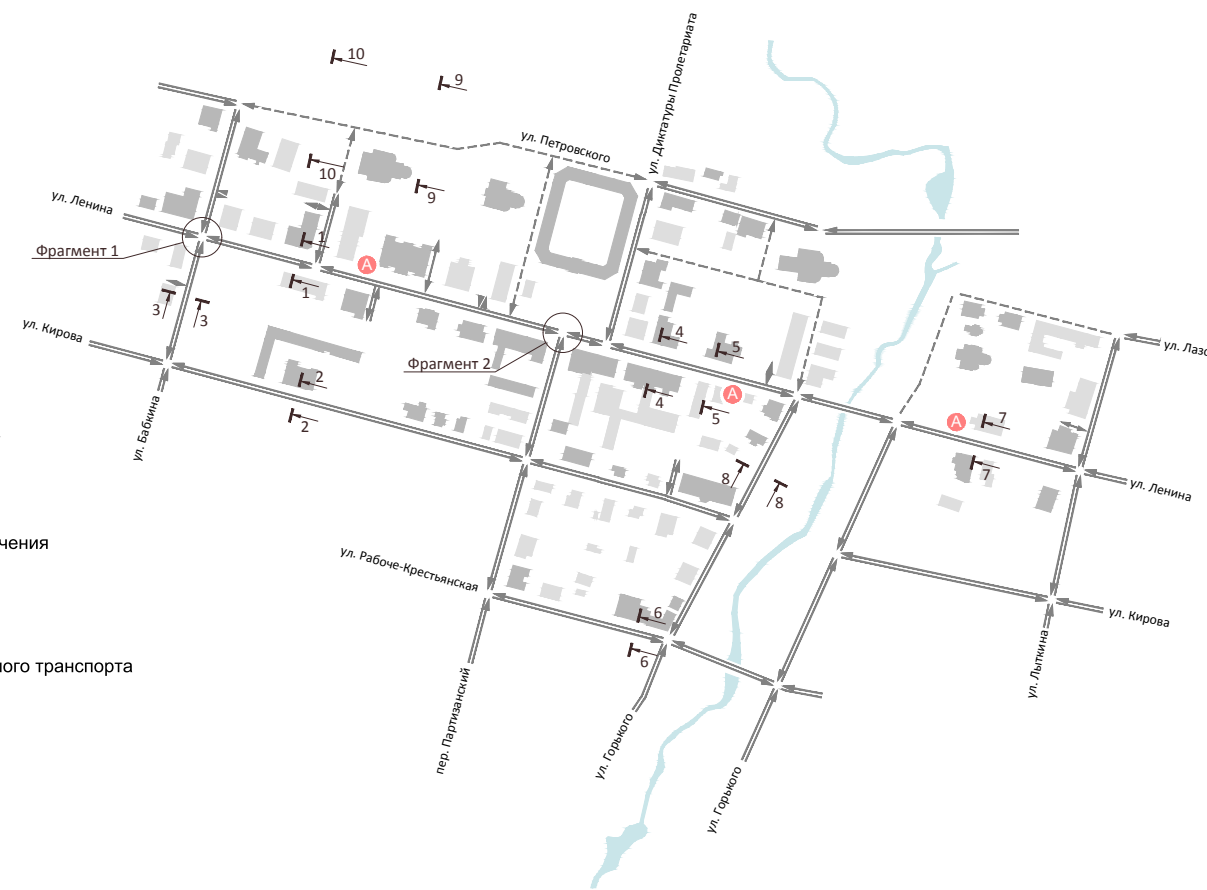 10
9
ул. Диктатуры Пролетариата
ул. Петровского
10
9
ул. Ленина
1
Фрагмент 1
А
1
3
3
ул. Кирова
4
5
Фрагмент 2
ул. Лазо
2
А
4
5
А
7
2
ул. Бабкина
8
7
8
ул. Ленина
чения
ул. Рабоче-Крестьянская
6
ул. Кирова
6
ного транспорта
ул. Лыткина
пер. Партизанский
ул. Горького
ул. Горького